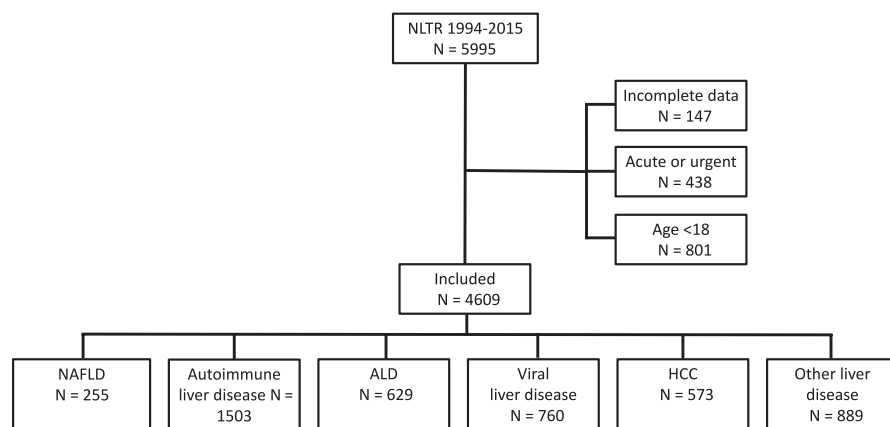 NLTR 1994-2015
N = 5995
Incomplete data
N = 147
Acute or urgent
N = 438
Age <18
N = 801
Included
N = 4609
NAFLD
N = 255
Autoimmune
liver disease N =
1503
ALD
N = 629
Viral
liver disease
N = 760
HCC
N = 573
Other liver
disease
N = 889